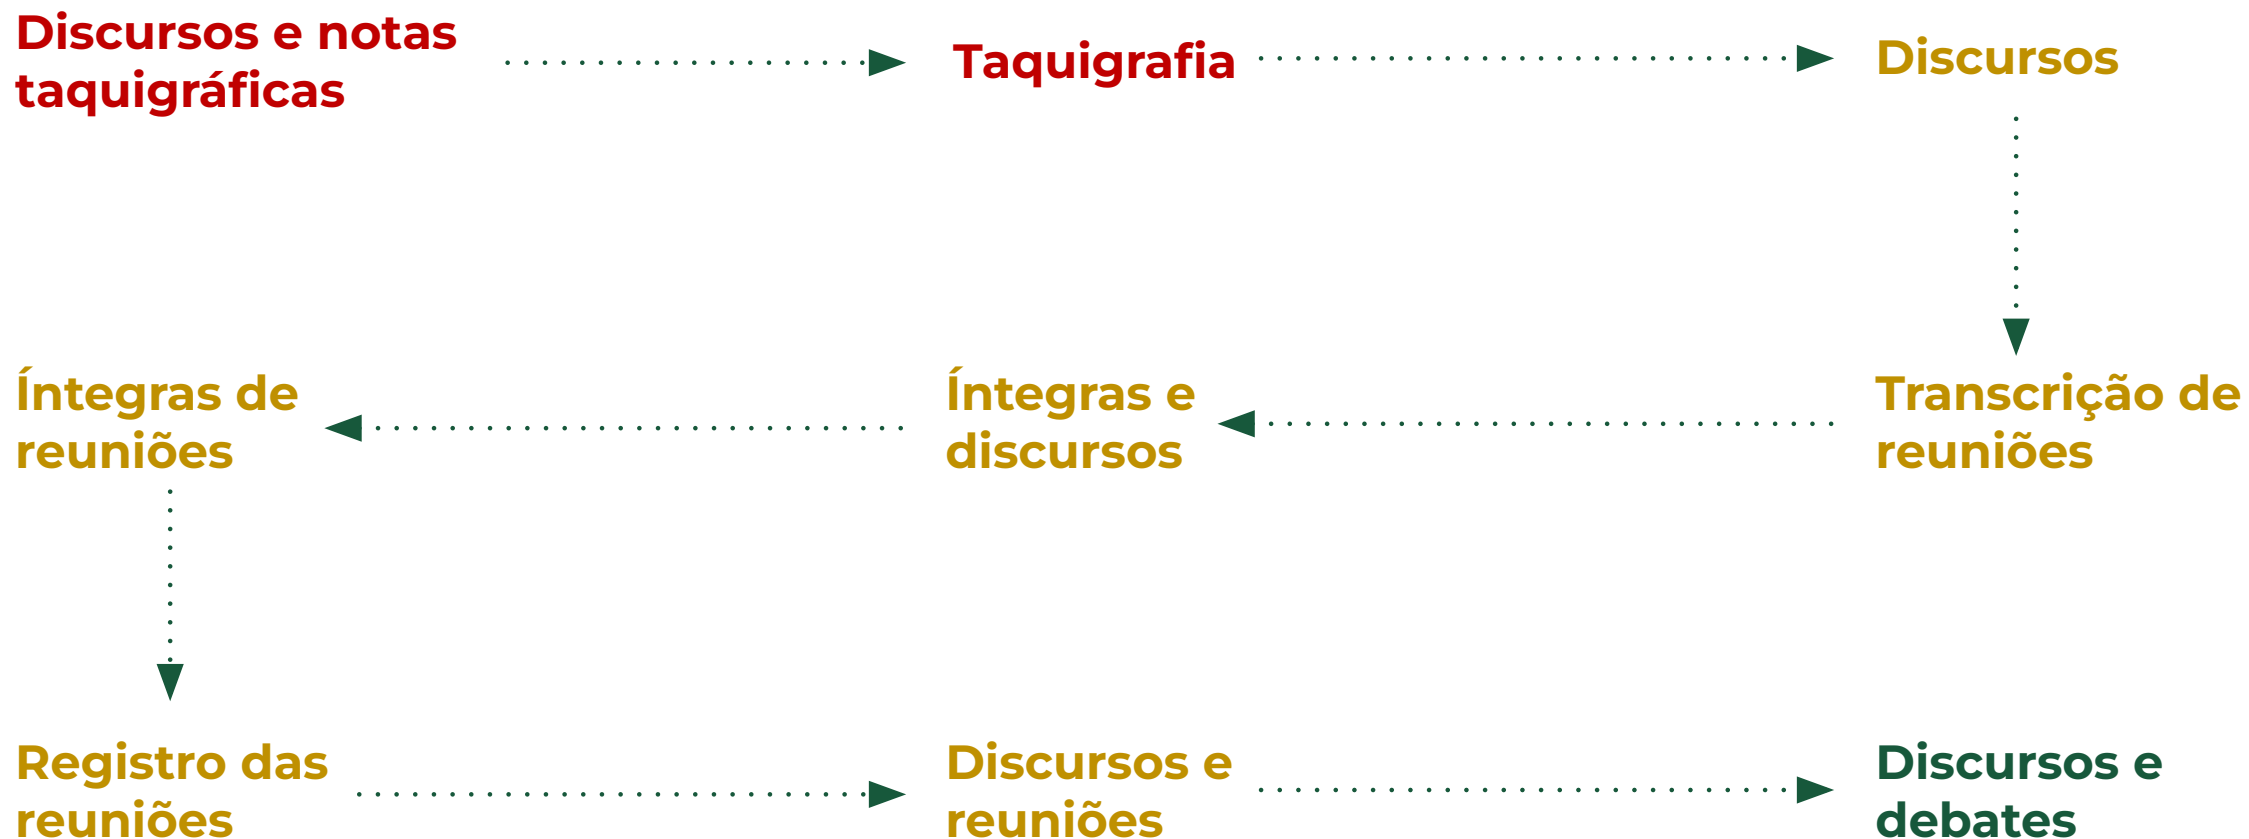 Discursos e notas
taquigráficas
Taquigrafia
Discursos
Íntegras de
reuniões
Íntegras e
discursos
Transcrição de
reuniões
Registro das
reuniões
Discursos e
reuniões
Discursos e
debates